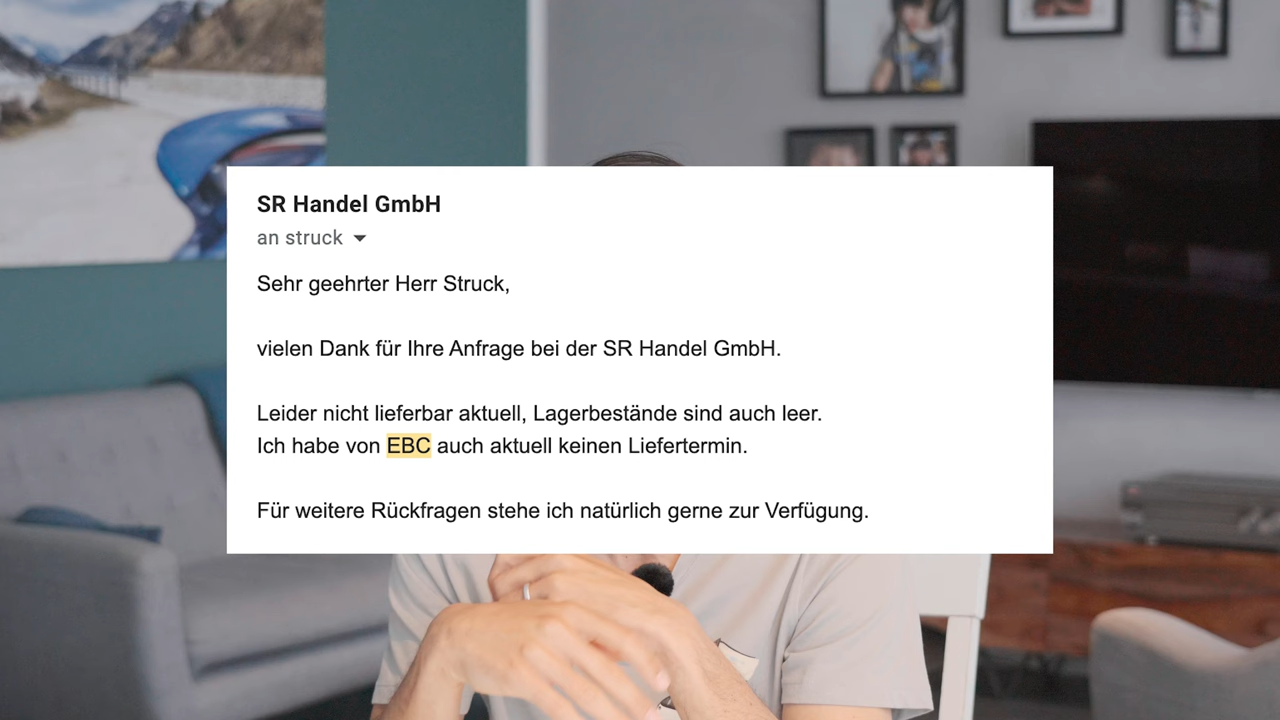 SR Handel GmbH
an struck
Sehr geehrter Herr Struck,
vielen Dank für Ihre Anfrage bei der SR Handel GmbH.
Leider nicht lieferbar aktuell, Lagerbestände sind auch leer.
Ich habe von EBC auch aktuell keinen Liefertermin.
Für weitere Rückfragen stehe ich natürlich gerne zur Verfügung.